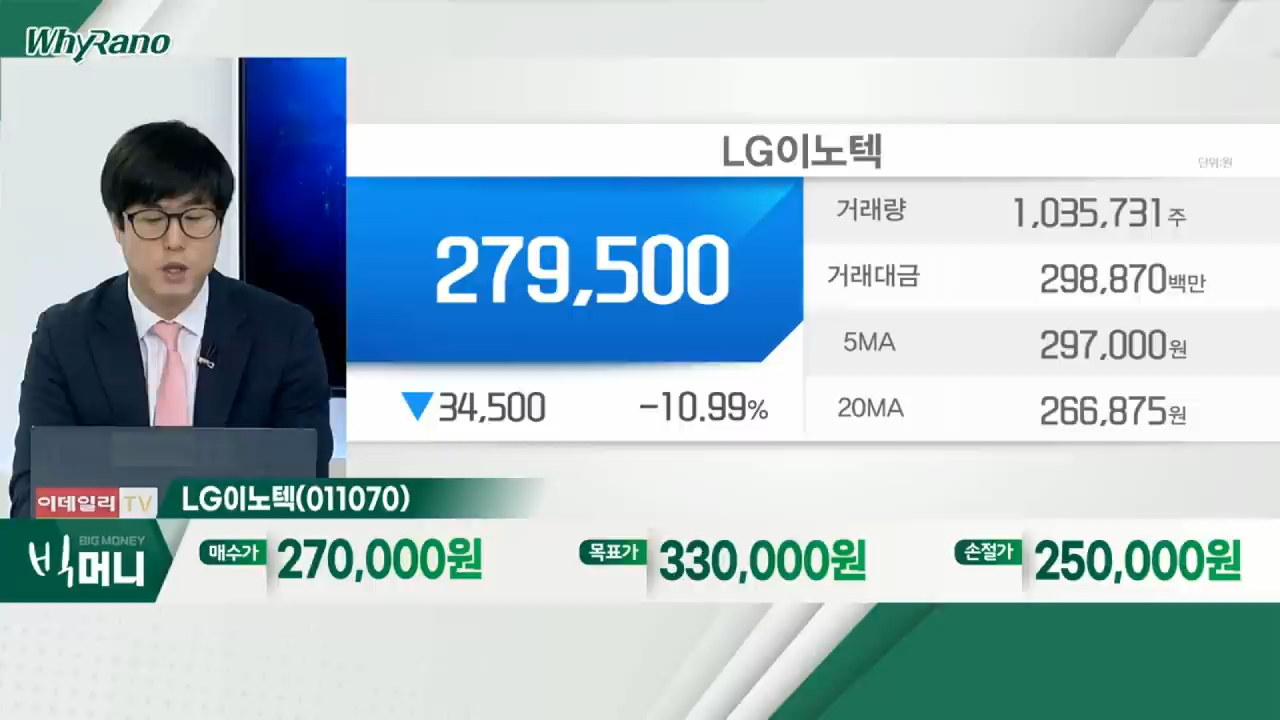 WhyRano
LG이노텍
단위:원
279,500
▼34,500 -10.99%
거래량 1,035,731주
거래대금 298,870백만
5MA 297,000원
20MA 266,875원
이데일리TV
LG이노텍(011070)
BIG MONEY
빅머니
매수가 270,000원
목표가 330,000원
손절가 250,000원